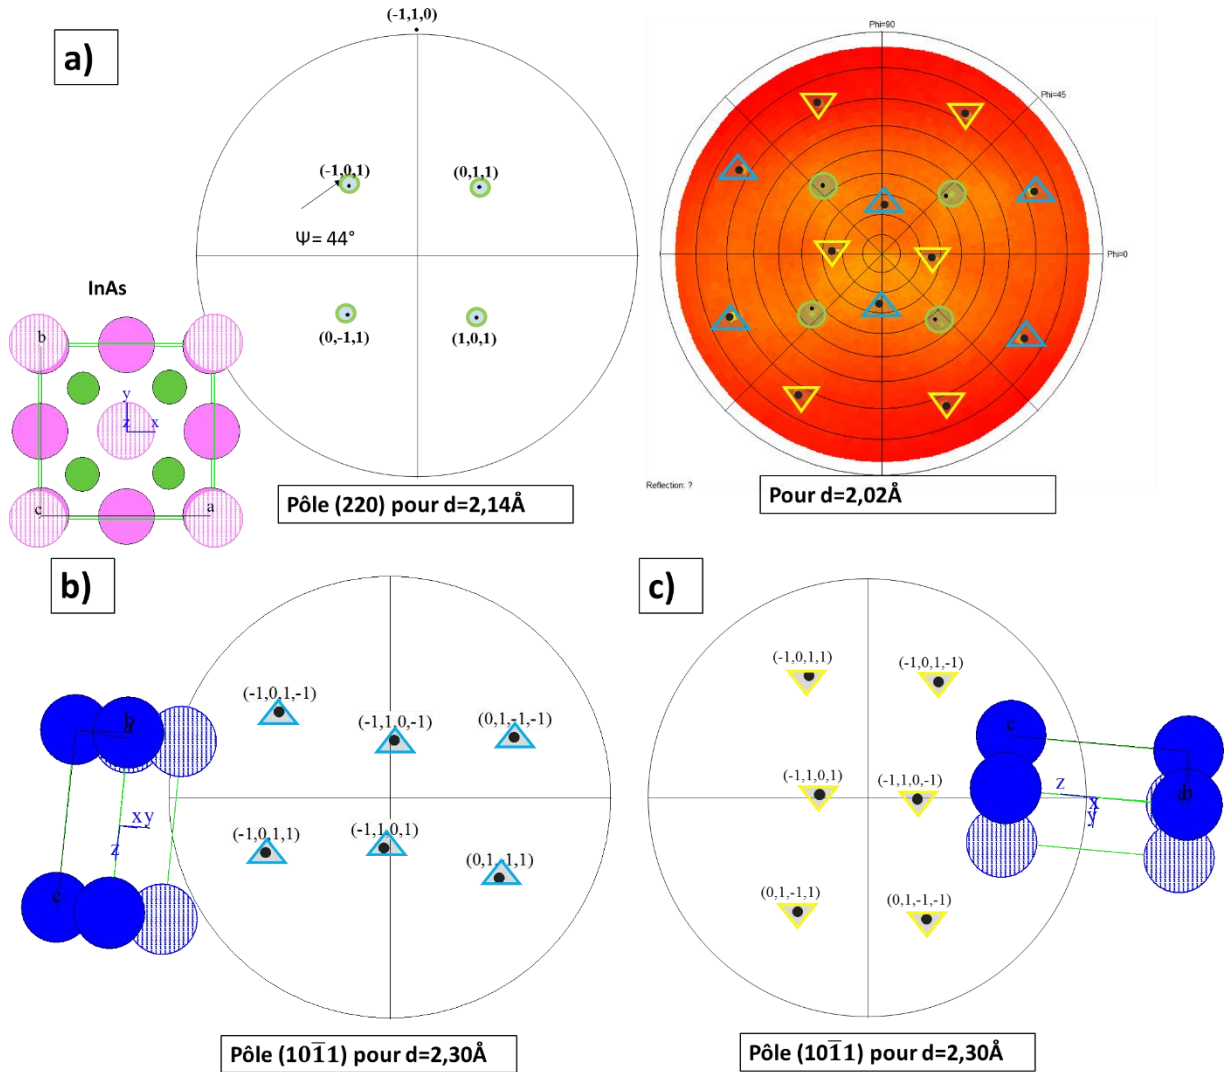 a)
(-1,1,0)
(-1,0,1)
(0,1,1)
Ψ= 44°
(0,-1,1)
(1,0,1)
InAs
b
y
z
x
c
a
Pôle (220) pour d=2,14Å
Phi=90
Phi=45
Phi=0
Reflection: ?
Pour d=2,02Å
b)
(-1,0,1,-1)
(-1,1,0,-1)
(0,1,-1,-1)
(-1,0,1,1)
(-1,1,0,1)
(0,1,-1,1)
b
x y
z
c
Pôle (101̅1) pour d=2,30Å
c)
(-1,0,1,1)
(-1,0,1,-1)
(-1,1,0,1)
(-1,1,0,-1)
(0,1,-1,1)
(0,1,-1,-1)
c
z
x
y
b
Pôle (101̅1) pour d=2,30Å